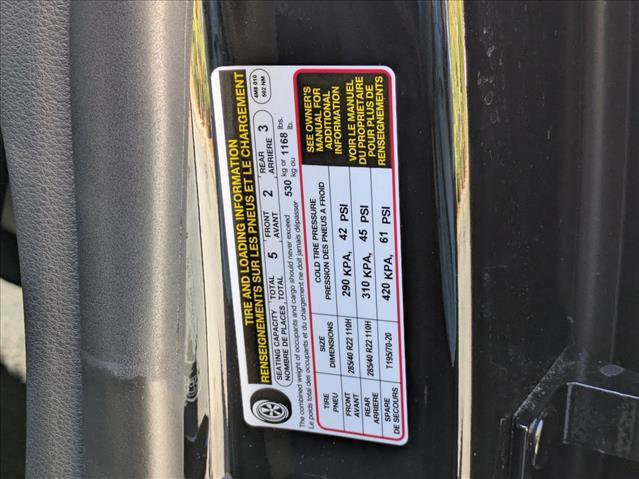 TIRE AND LOADING INFORMATION
RENSEIGNEMENTS SUR LES PNEUS ET LE CHARGEMENT
4M8 010
502 NM
SEATING CAPACITY TOTAL 5 FRONT 2 REAR 3
NOMBRE DE PLACES TOTAL AVANT ARRIERE
The combined weight of occupants and cargo should never exceed 530 kg or 1168 lbs.
Le poids total des occupants et du chargement ne doit jamais dépasser kg ou lb.
TIRE SIZE COLD TIRE PRESSURE
PNEU DIMENSIONS PRESSION DES PNEUS A FROID
FRONT
AVANT 285/40 R22 110H 290 KPA, 42 PSI
REAR
ARRIERE 285/40 R22 110H 310 KPA, 45 PSI
SPARE
DE SECOURS T195/70-20 420 KPA, 61 PSI
SEE OWNER'S
MANUAL FOR
ADDITIONAL
INFORMATION
VOIR LE MANUEL
DU PROPRIETAIRE
POUR PLUS DE
RENSEIGNEMENTS